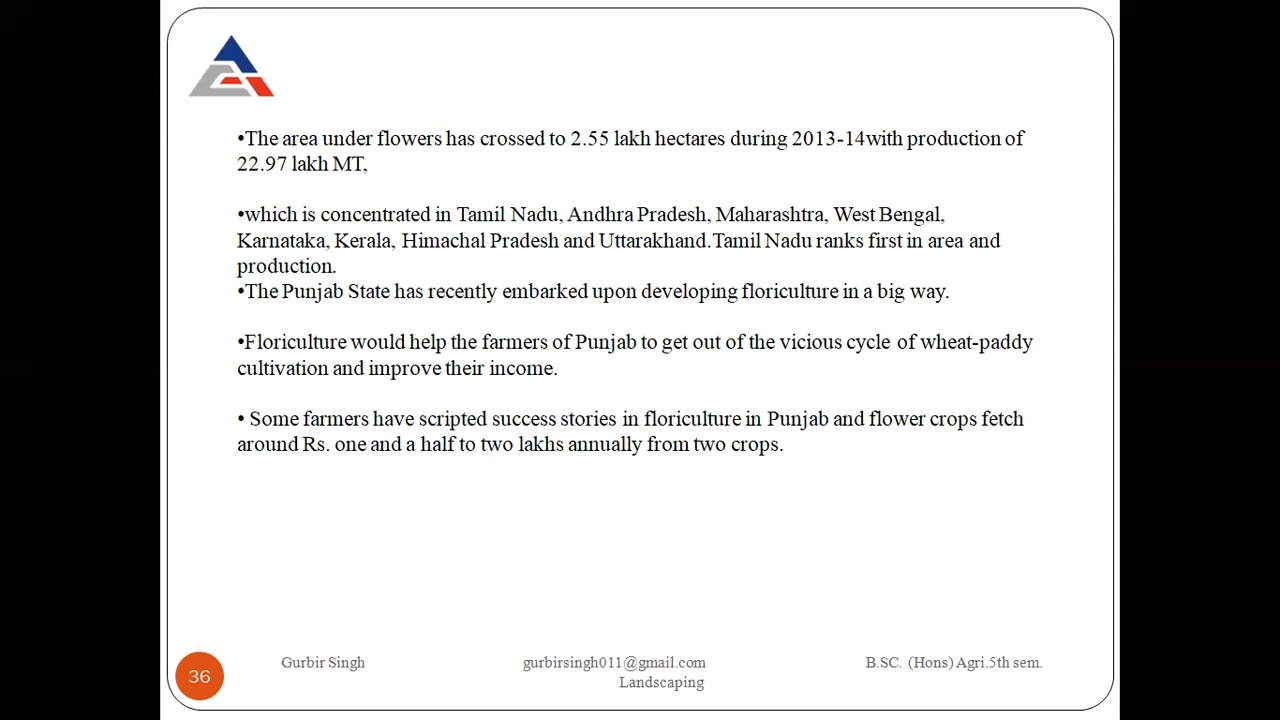 •The area under flowers has crossed to 2.55 lakh hectares during 2013-14with production of
22.97 lakh MT,
•which is concentrated in Tamil Nadu, Andhra Pradesh, Maharashtra, West Bengal,
Karnataka, Kerala, Himachal Pradesh and Uttarakhand.Tamil Nadu ranks first in area and
production.
•The Punjab State has recently embarked upon developing floriculture in a big way.
•Floriculture would help the farmers of Punjab to get out of the vicious cycle of wheat-paddy
cultivation and improve their income.
• Some farmers have scripted success stories in floriculture in Punjab and flower crops fetch
around Rs. one and a half to two lakhs annually from two crops.
36
Gurbir Singh
gurbirsingh011@gmail.com
Landscaping
B.SC. (Hons) Agri.5th sem.